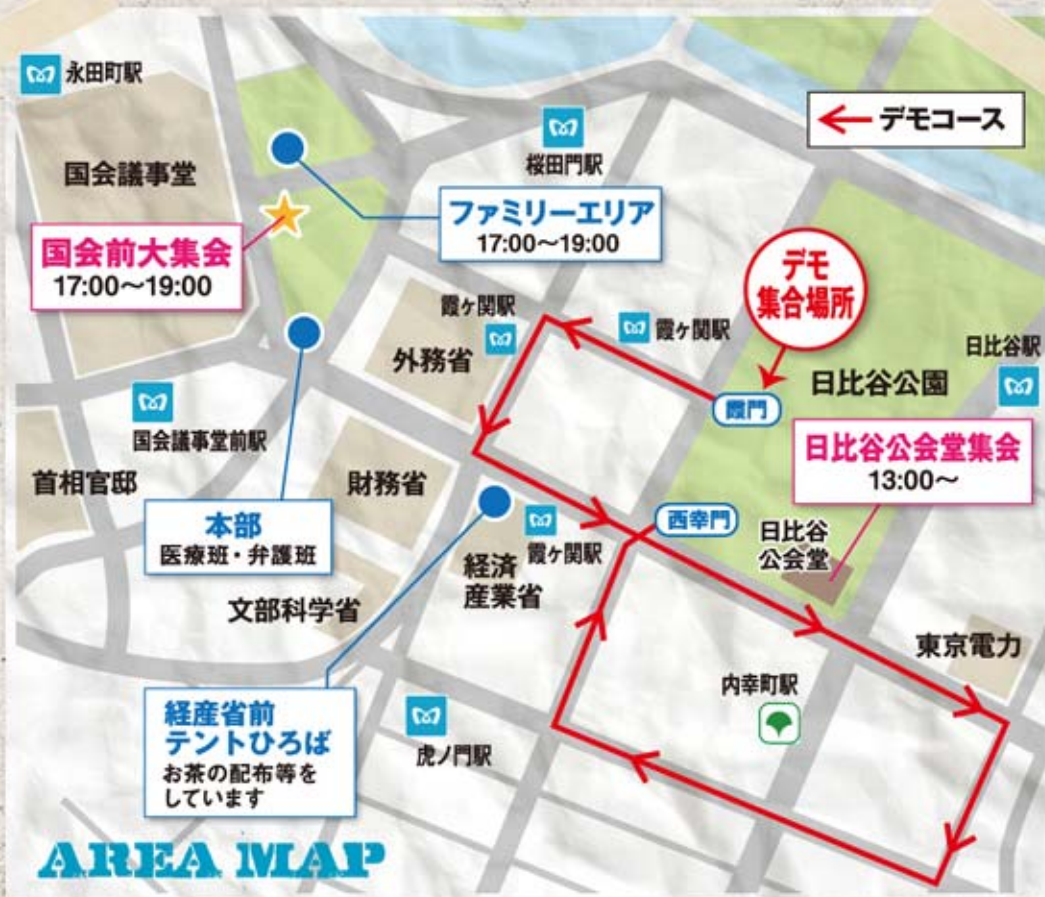 永田町駅
国会議事堂
国会前大集会
17:00〜19:00
桜田門駅
デモコース
ファミリーエリア
17:00〜19:00
デモ
集合場所
霞ヶ関駅
外務省
霞ヶ関駅
日比谷駅
日比谷公園
霞門
国会議事堂前駅
首相官邸
財務省
日比谷公会堂集会
13:00〜
本部
医療班・弁護班
西幸門
日比谷
公会堂
霞ヶ関駅
経済
産業省
文部科学省
東京電力
内幸町駅
経産省前
テントひろば
お茶の配布等を
しています
虎ノ門駅
AREA MAP